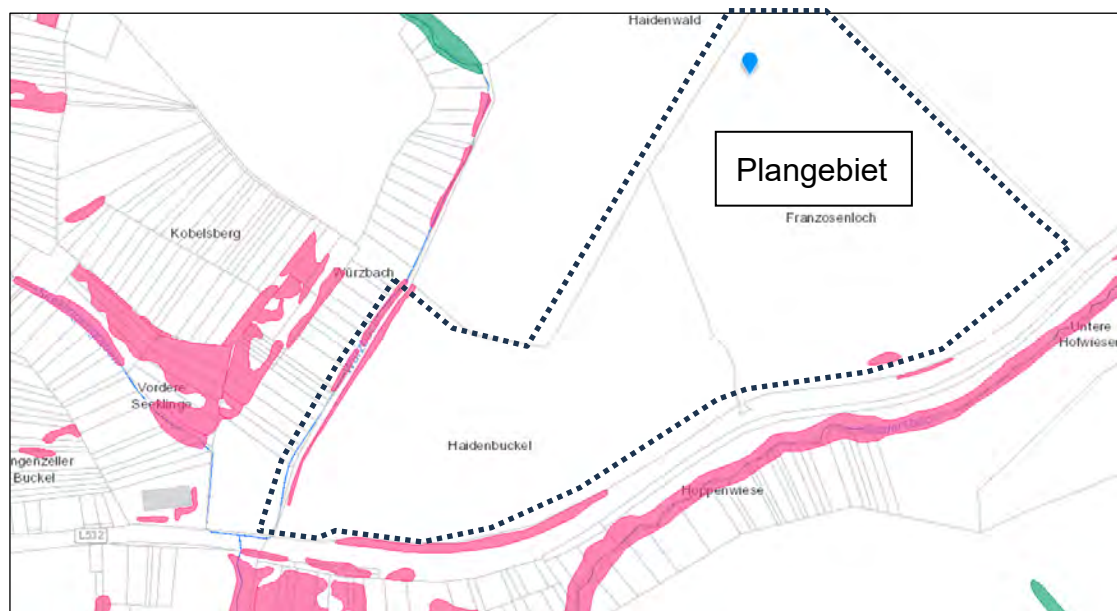 Haidenwald
Plangebiet
Franzosenloch
Kobelsberg
Würzbach
Untere
Hofwiesen
Vordere
Seeklinge
Haidenbuckel
ngenzeller
Buckel
Hoppenwiese
L532